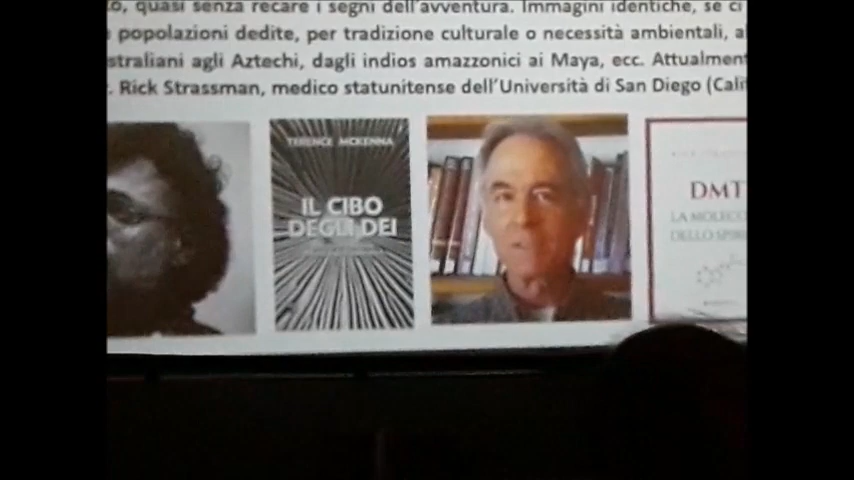 quasi senza recare i segni dell'avventura. Immagini identiche, se ci
popolazioni dedite, per tradizione culturale o necessità ambientali, a
straliani agli Aztechi, dagli indios amazzonici ai Maya, ecc. Attualment
. Rick Strassman, medico statunitense dell'Università di San Diego (Cali
TERENCE MCKENNA
IL CIBO
DEGLI DEI
DMT
LA MOLECO
DELLO SPIRI